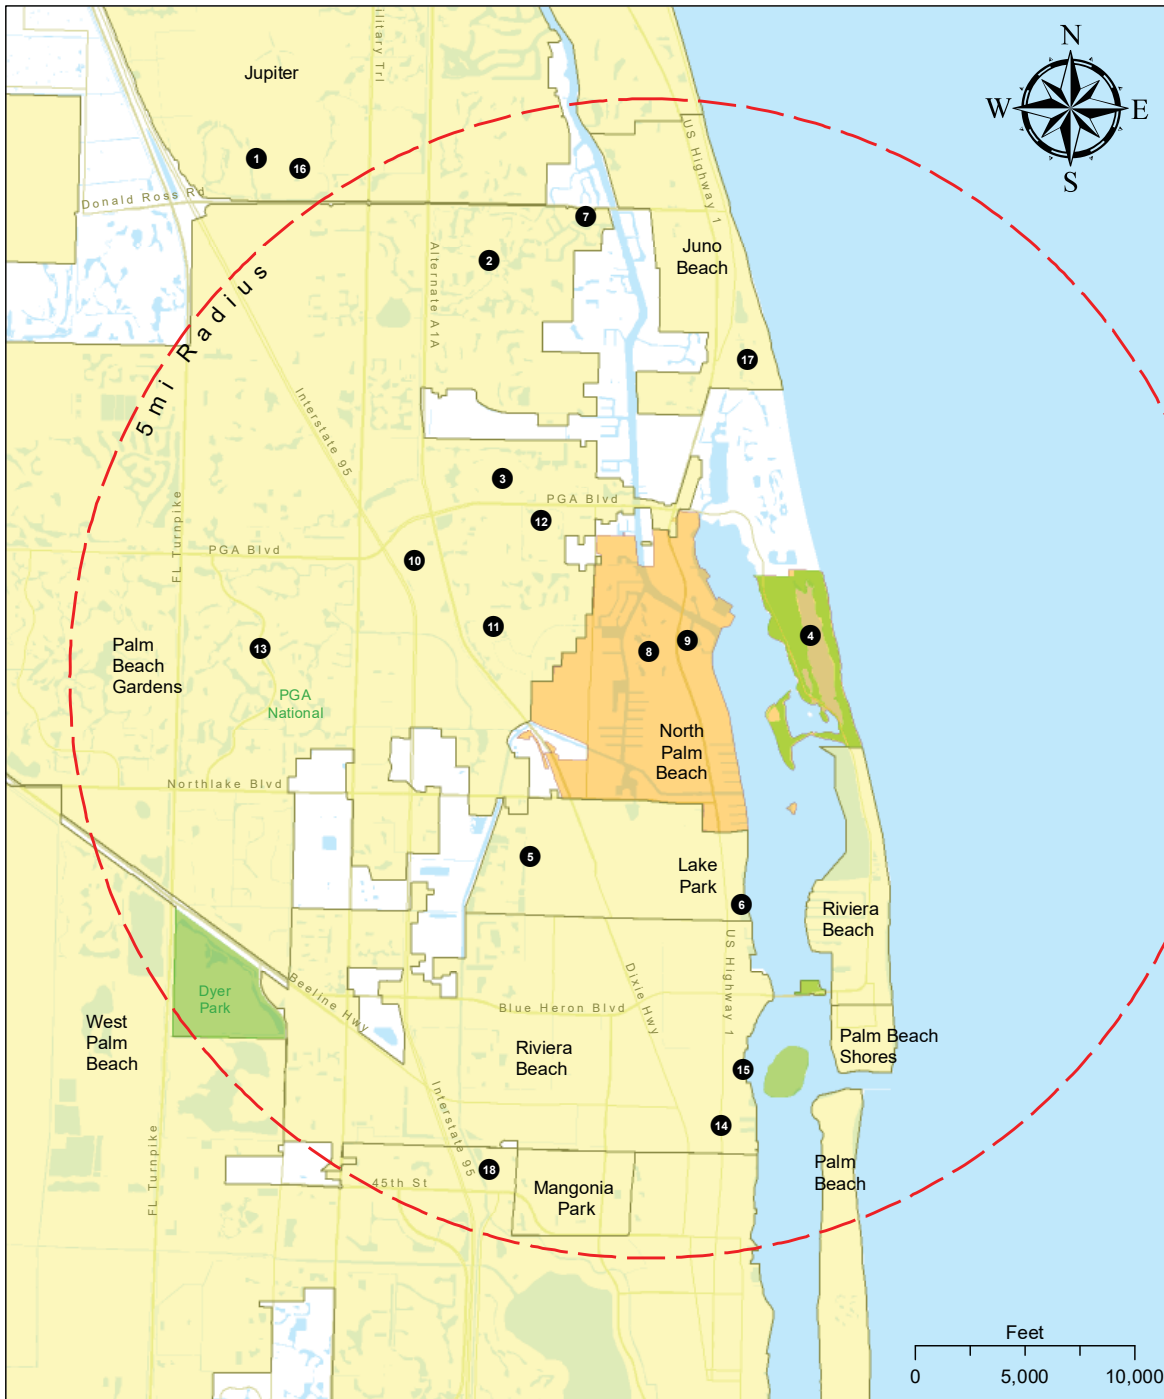 N
W
E
S
ilitary Trl
Jupiter
1
16
US Highway 1
Donald Ross Rd
7
Juno
Beach
2
Alternate A1A
5mi Radius
17
Interstate 95
3
PGA Blvd
12
FL Turnpike
PGA Blvd
10
11
4
Palm
Beach
Gardens
13
8
9
PGA
National
North
Palm
Beach
Northlake Blvd
5
Lake
Park
6
Riviera
Beach
US Highway 1
Dixie Hwy
Dyer
Park
Beeline Hwy
Blue Heron Blvd
West
Palm
Beach
Riviera
Beach
Palm Beach
Shores
15
Interstate 95
14
FL Turnpike
18
45th St
Mangonia
Park
Palm
Beach
Feet
0
5,000
10,000